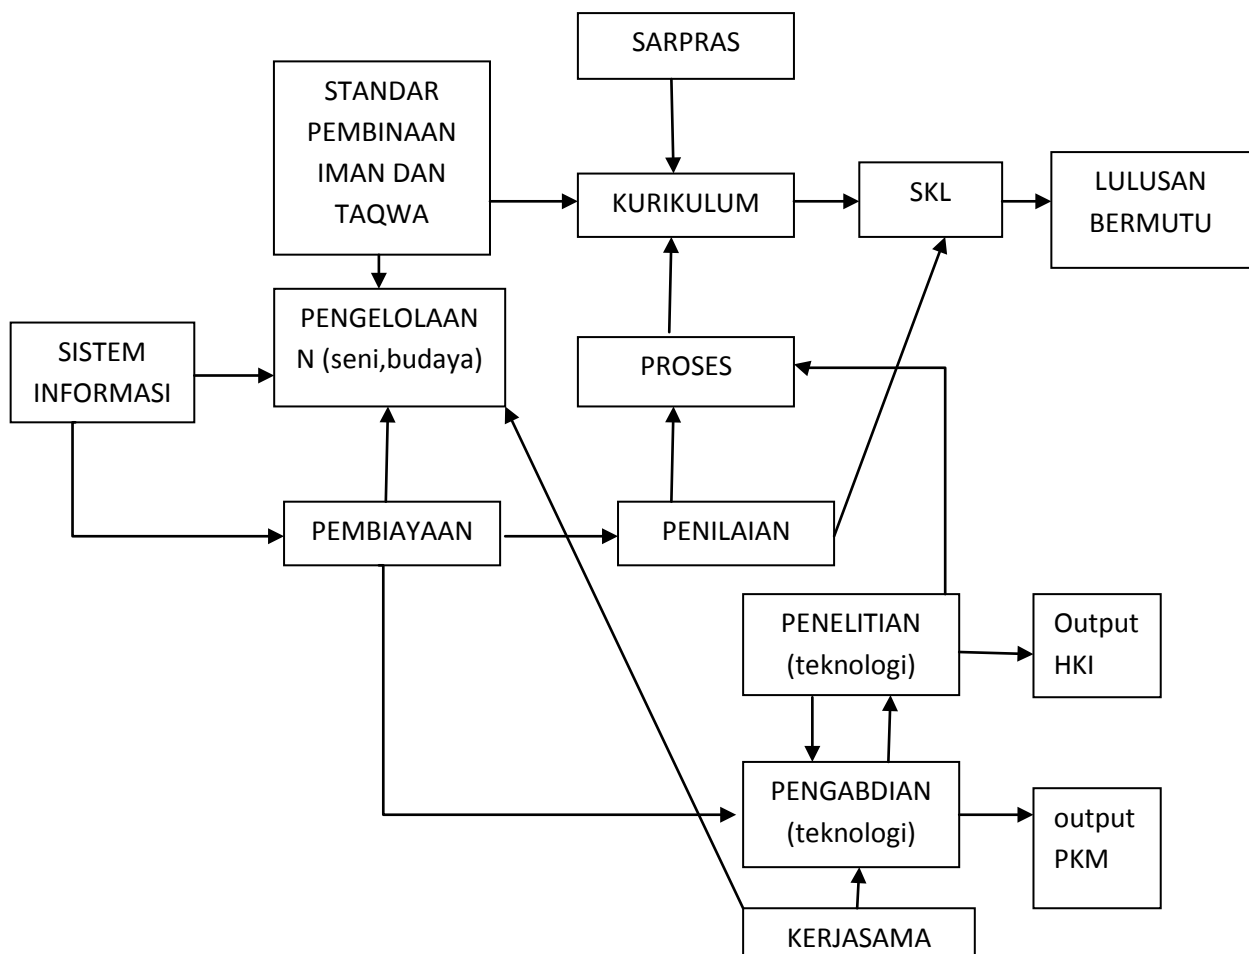 SARPRAS
STANDAR
PEMBINAAN
IMAN DAN
TAQWA
KURIKULUM
SKL
LULUSAN
BERMUTU
SISTEM
INFORMASI
PENGELOLAAN
N (seni,budaya)
PROSES
PEMBIAYAAN
PENILAIAN
PENELITIAN
(teknologi)
Output
HKI
PENGABDIAN
(teknologi)
output
PKM
KERJASAMA